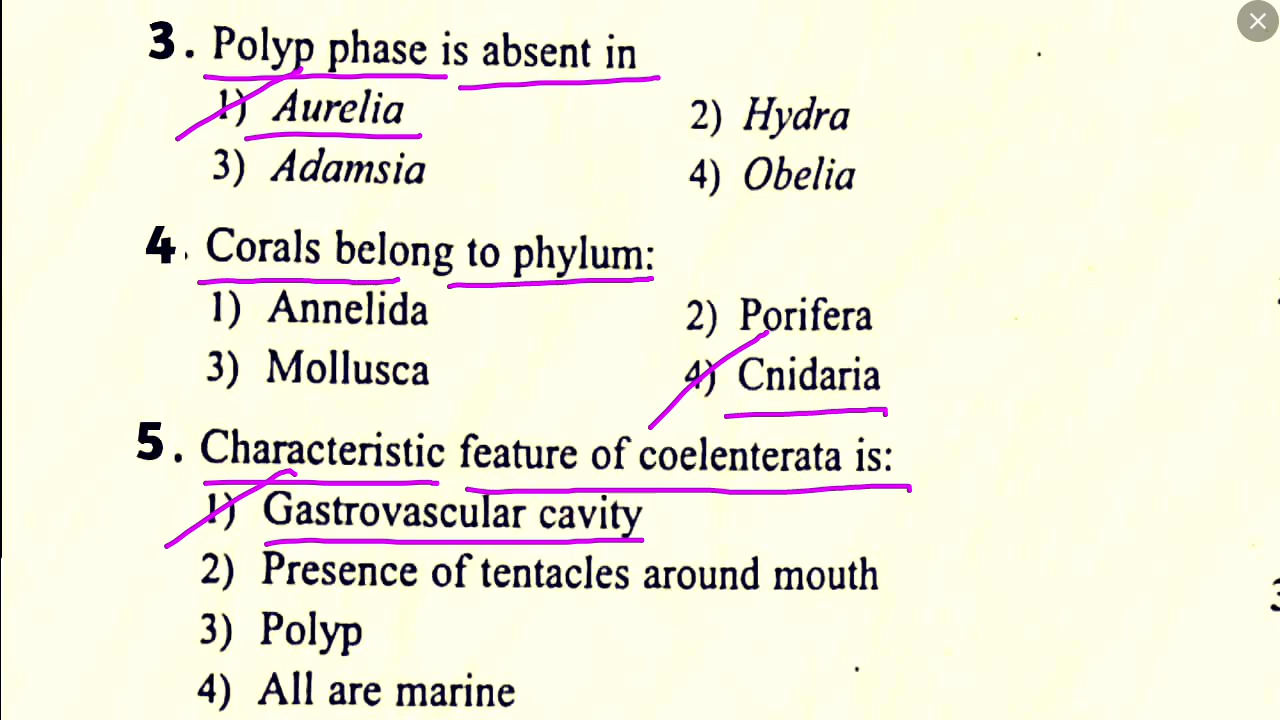 3. Polyp phase is absent in
1) Aurelia 2) Hydra
3) Adamsia 4) Obelia
4. Corals belong to phylum:
1) Annelida 2) Porifera
3) Mollusca 4) Cnidaria
5. Characteristic feature of coelenterata is:
1) Gastrovascular cavity
2) Presence of tentacles around mouth
3) Polyp
4) All are marine